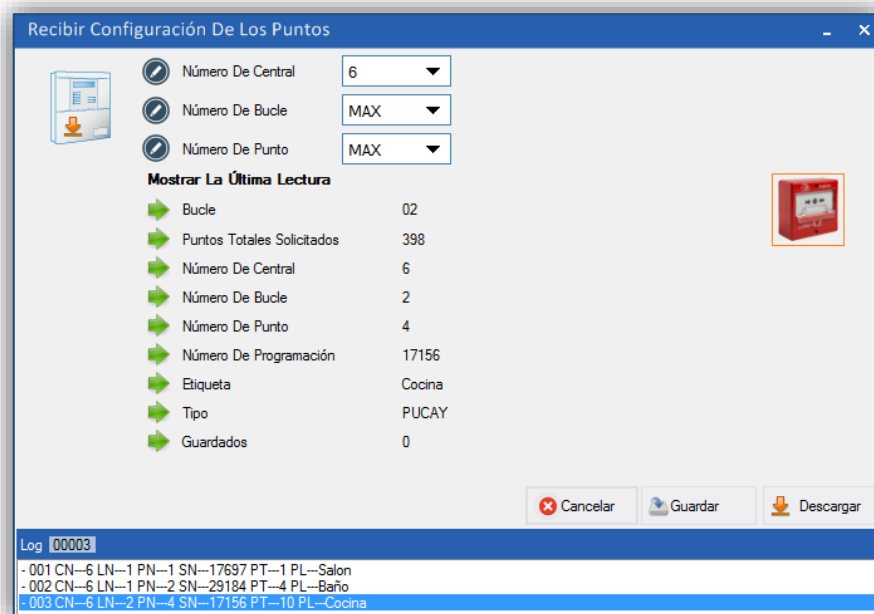 Recibir Configuración De Los Puntos
Número De Central 6
Número De Bucle MAX
Número De Punto MAX
Mostrar La Última Lectura
Bucle 02
Puntos Totales Solicitados 398
Número De Central 6
Número De Bucle 2
Número De Punto 4
Número De Programación 17156
Etiqueta Cocina
Tipo PUCAY
Guardados 0
Cancelar Guardar Descargar
Log 00003
- 001 CN---6 LN---1 PN---1 SN---17697 PT---1 PL---Salon
- 002 CN---6 LN---1 PN---2 SN---29184 PT---4 PL---Baño
- 003 CN---6 LN---2 PN---4 SN---17156 PT---10 PL---Cocina